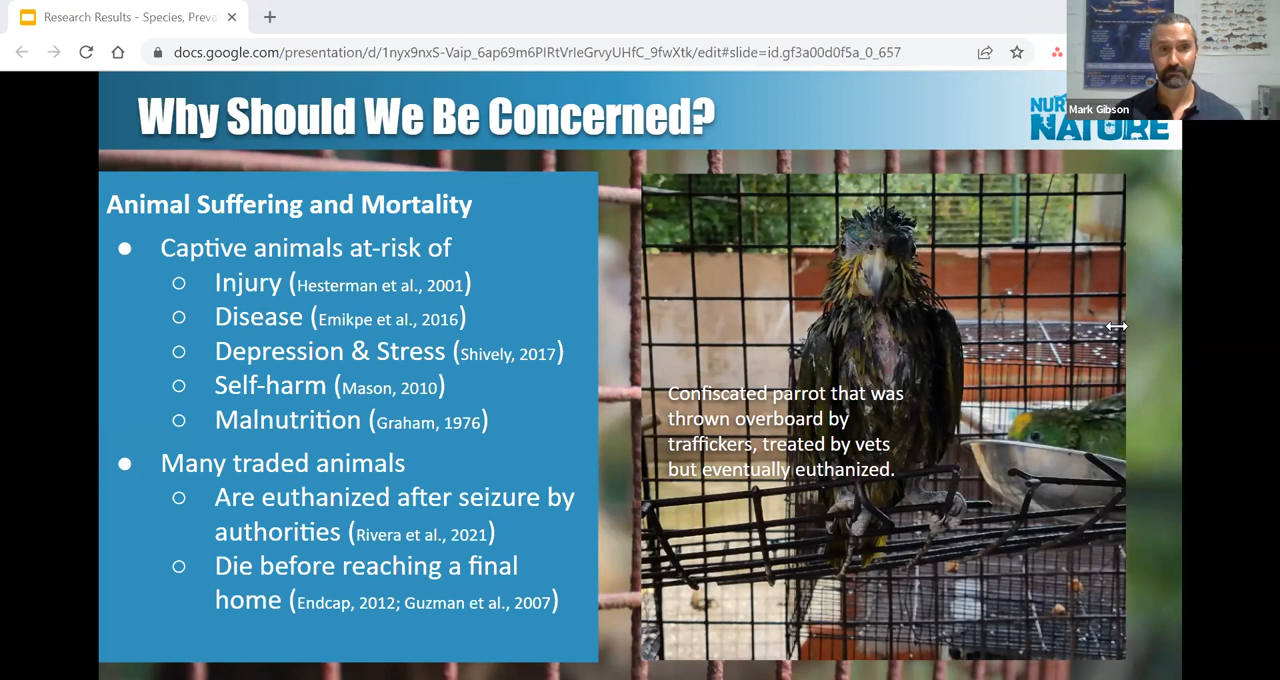 Research Results - Species, Preva
docs.google.com/presentation/d/1nyx9nxS-Vaip_6ap69m6PIRtVrIeGrvyUHfC_9fwXtk/edit#slide=id.gf3a00d0f5a_0_657
Mark Gibson
Why Should We Be Concerned?
NUR
NATURE
Animal Suffering and Mortality
● Captive animals at-risk of
○ Injury (Hesterman et al., 2001)
○ Disease (Emikpe et al., 2016)
○ Depression & Stress (Shively, 2017)
○ Self-harm (Mason, 2010)
○ Malnutrition (Graham, 1976)
● Many traded animals
○ Are euthanized after seizure by
authorities (Rivera et al., 2021)
○ Die before reaching a final
home (Endcap, 2012; Guzman et al., 2007)
Confiscated parrot that was
thrown overboard by
traffickers, treated by vets
but eventually euthanized.